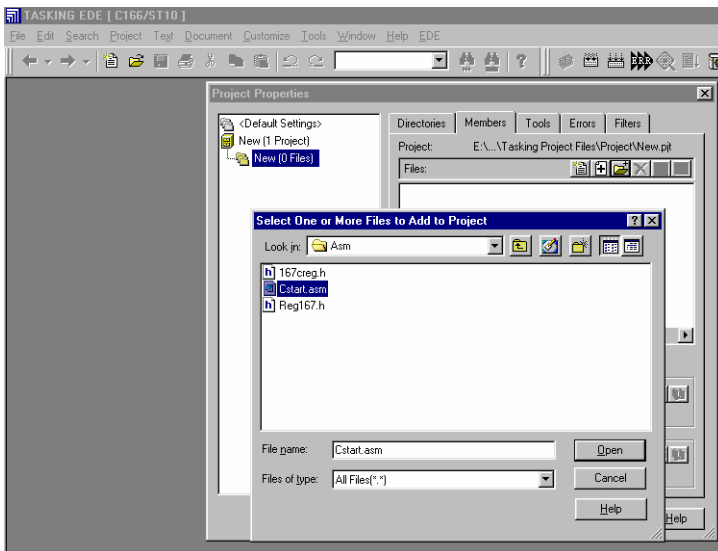 TASKING EDE [ C166/ST10 ]
File Edit Search Project Text Document Customize Tools Window Help EDE
Project Properties
<Default Settings>
New (1 Project)
New (0 Files)
Directories Members Tools Errors Filters
Project: E:\...\Tasking Project Files\Project\New.pjt
Files:
Select One or More Files to Add to Project
Look in: Asm
167creg.h
Cstart.asm
Reg167.h
File name: Cstart.asm Open
Files of type: All Files(*.*) Cancel
Help
Help